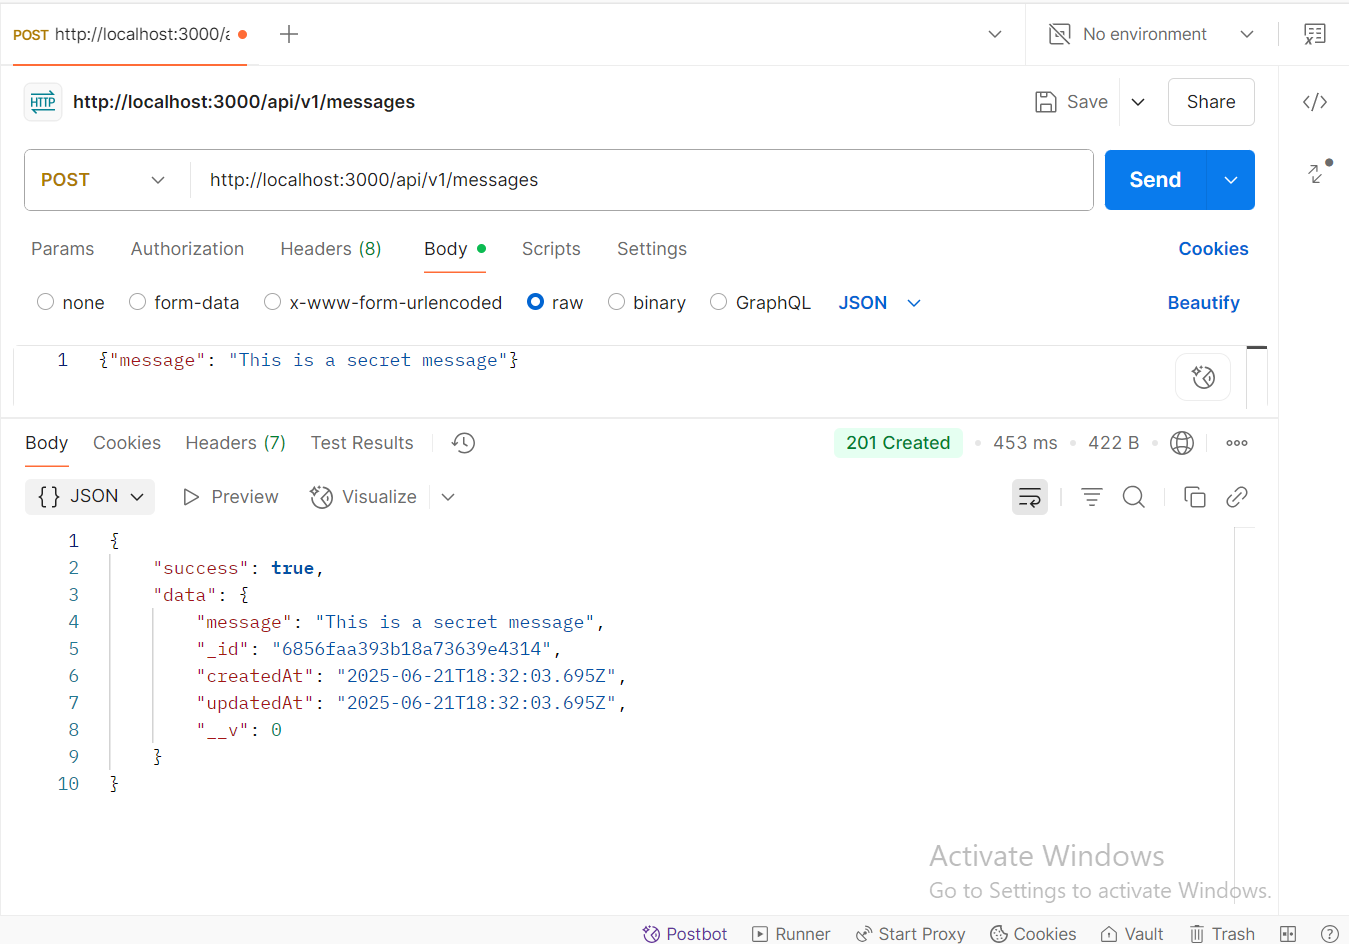 POST http://localhost:3000/a
No environment
HTTP http://localhost:3000/api/v1/messages
Save
Share
POST http://localhost:3000/api/v1/messages
Send
Params Authorization Headers (8) Body Scripts Settings Cookies
none form-data x-www-form-urlencoded raw binary GraphQL JSON Beautify
1 {"message": "This is a secret message"}
Body Cookies Headers (7) Test Results 201 Created 453 ms 422 B
{} JSON Preview Visualize
1 {
2 "success": true,
3 "data": {
4 "message": "This is a secret message",
5 "_id": "6856faa393b18a73639e4314",
6 "createdAt": "2025-06-21T18:32:03.695Z",
7 "updatedAt": "2025-06-21T18:32:03.695Z",
8 "__v": 0
9 }
10 }
Activate Windows
Go to Settings to activate Windows.
Postbot Runner Start Proxy Cookies Vault Trash